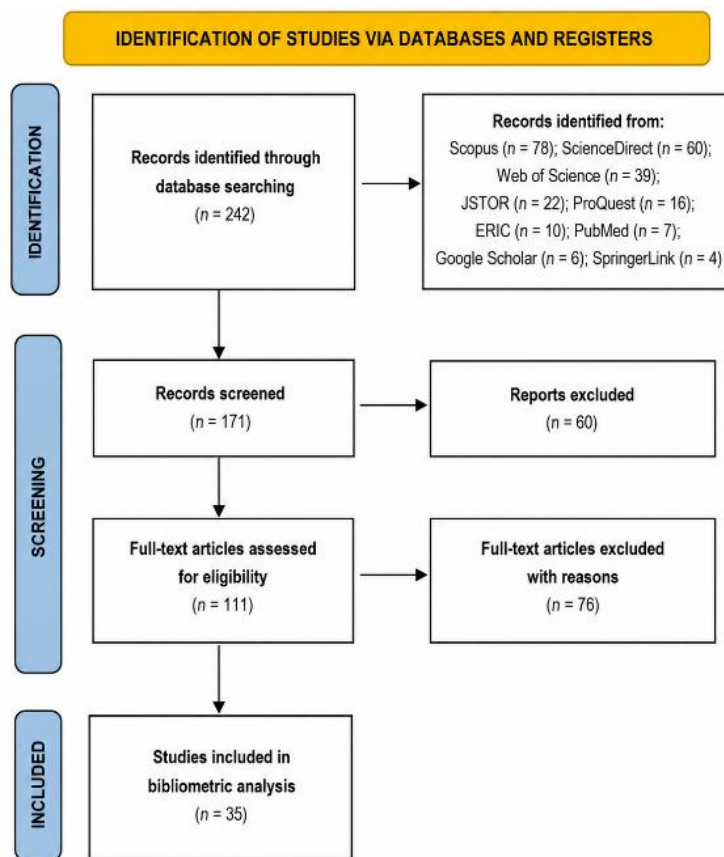 IDENTIFICATION OF STUDIES VIA DATABASES AND REGISTERS
IDENTIFICATION
Records identified through
database searching
(n = 242)
Records identified from:
Scopus (n = 78); ScienceDirect (n = 60);
Web of Science (n = 39);
JSTOR (n = 22); ProQuest (n = 16);
ERIC (n = 10); PubMed (n = 7);
Google Scholar (n = 6); SpringerLink (n = 4)
SCREENING
Records screened
(n = 171)
Reports excluded
(n = 60)
Full-text articles assessed
for eligibility
(n = 111)
Full-text articles excluded
with reasons
(n = 76)
INCLUDED
Studies included in
bibliometric analysis
(n = 35)